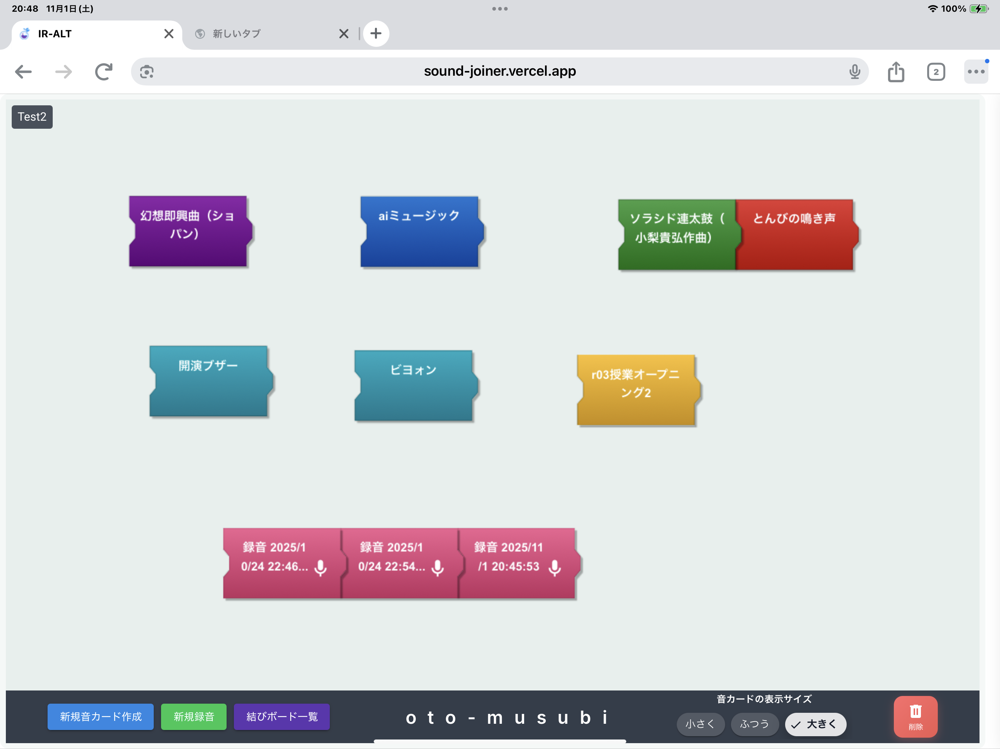 20:48 11月1日(土)
100%
IR-ALT
新しいタブ
sound-joiner.vercel.app
2
Test2
幻想即興曲（ショ
パン）
aiミュージック
ソラシド連太鼓（
小梨貴弘作曲）
とんびの鳴き声
開演ブザー
ビヨォン
r03授業オープニ
ング2
録音 2025/1
0/24 22:46...
録音 2025/1
0/24 22:54...
録音 2025/11
/1 20:45:53
新規音カード作成
新規録音
結びボード一覧
oto-musubi
音カードの表示サイズ
小さく
ふつう
大きく
削除